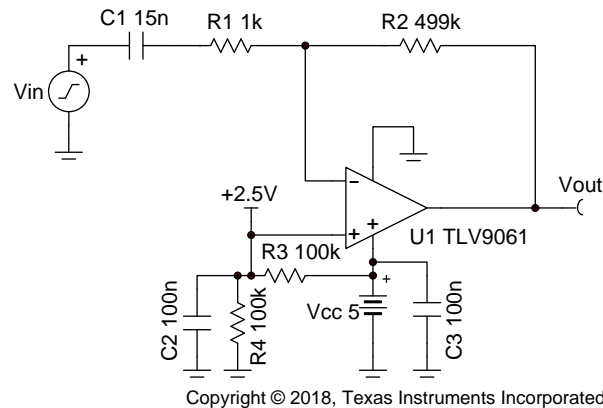 C1 15n
R1 1k
R2 499k
+
Vin
+2.5V
Vout
U1 TLV9061
R3 100k
+
C2 100n
R4 100k
Vcc 5
C3 100n
Copyright © 2018, Texas Instruments Incorporated